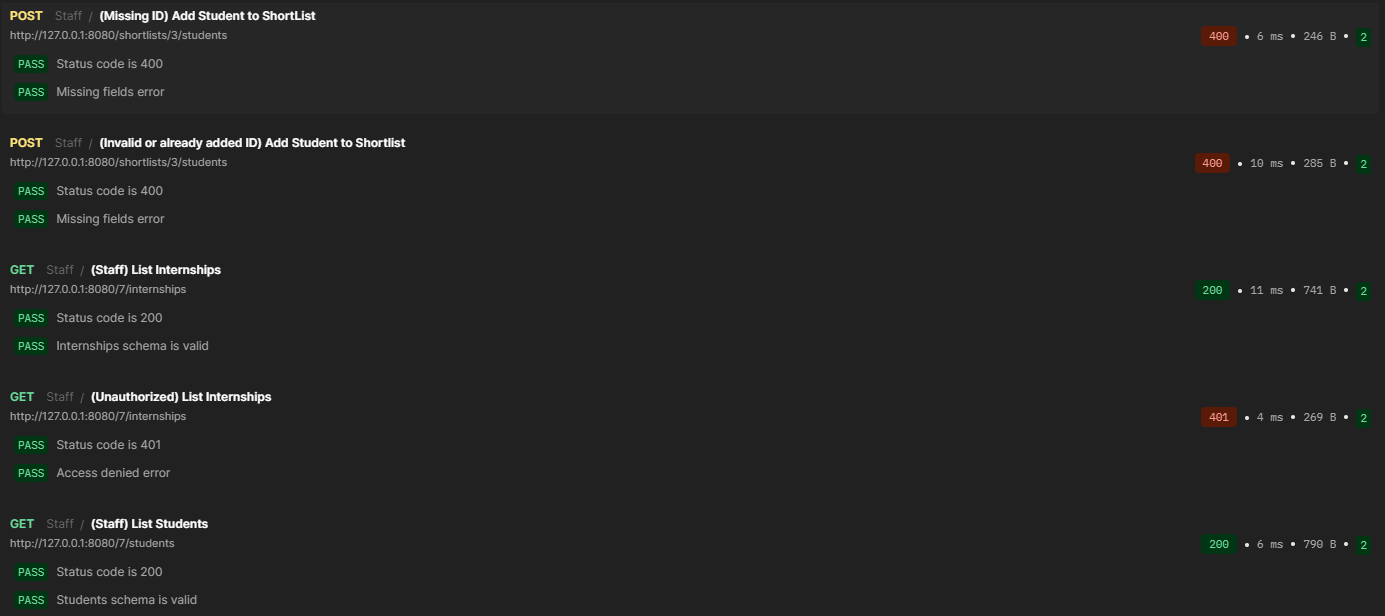 POST Staff / (Missing ID) Add Student to ShortList
http://127.0.0.1:8080/shortlists/3/students
400 • 6 ms • 246 B • 2
PASS Status code is 400
PASS Missing fields error
POST Staff / (Invalid or already added ID) Add Student to Shortlist
http://127.0.0.1:8080/shortlists/3/students
400 • 10 ms • 285 B • 2
PASS Status code is 400
PASS Missing fields error
GET Staff / (Staff) List Internships
http://127.0.0.1:8080/7/internships
200 • 11 ms • 741 B • 2
PASS Status code is 200
PASS Internships schema is valid
GET Staff / (Unauthorized) List Internships
http://127.0.0.1:8080/7/internships
401 • 4 ms • 269 B • 2
PASS Status code is 401
PASS Access denied error
GET Staff / (Staff) List Students
http://127.0.0.1:8080/7/students
200 • 6 ms • 790 B • 2
PASS Status code is 200
PASS Students schema is valid